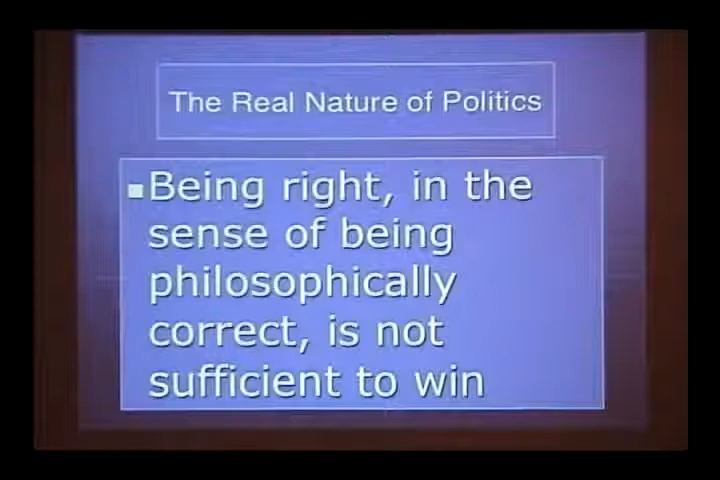 The Real Nature of Politics
Being right, in the
sense of being
philosophically
correct, is not
sufficient to win